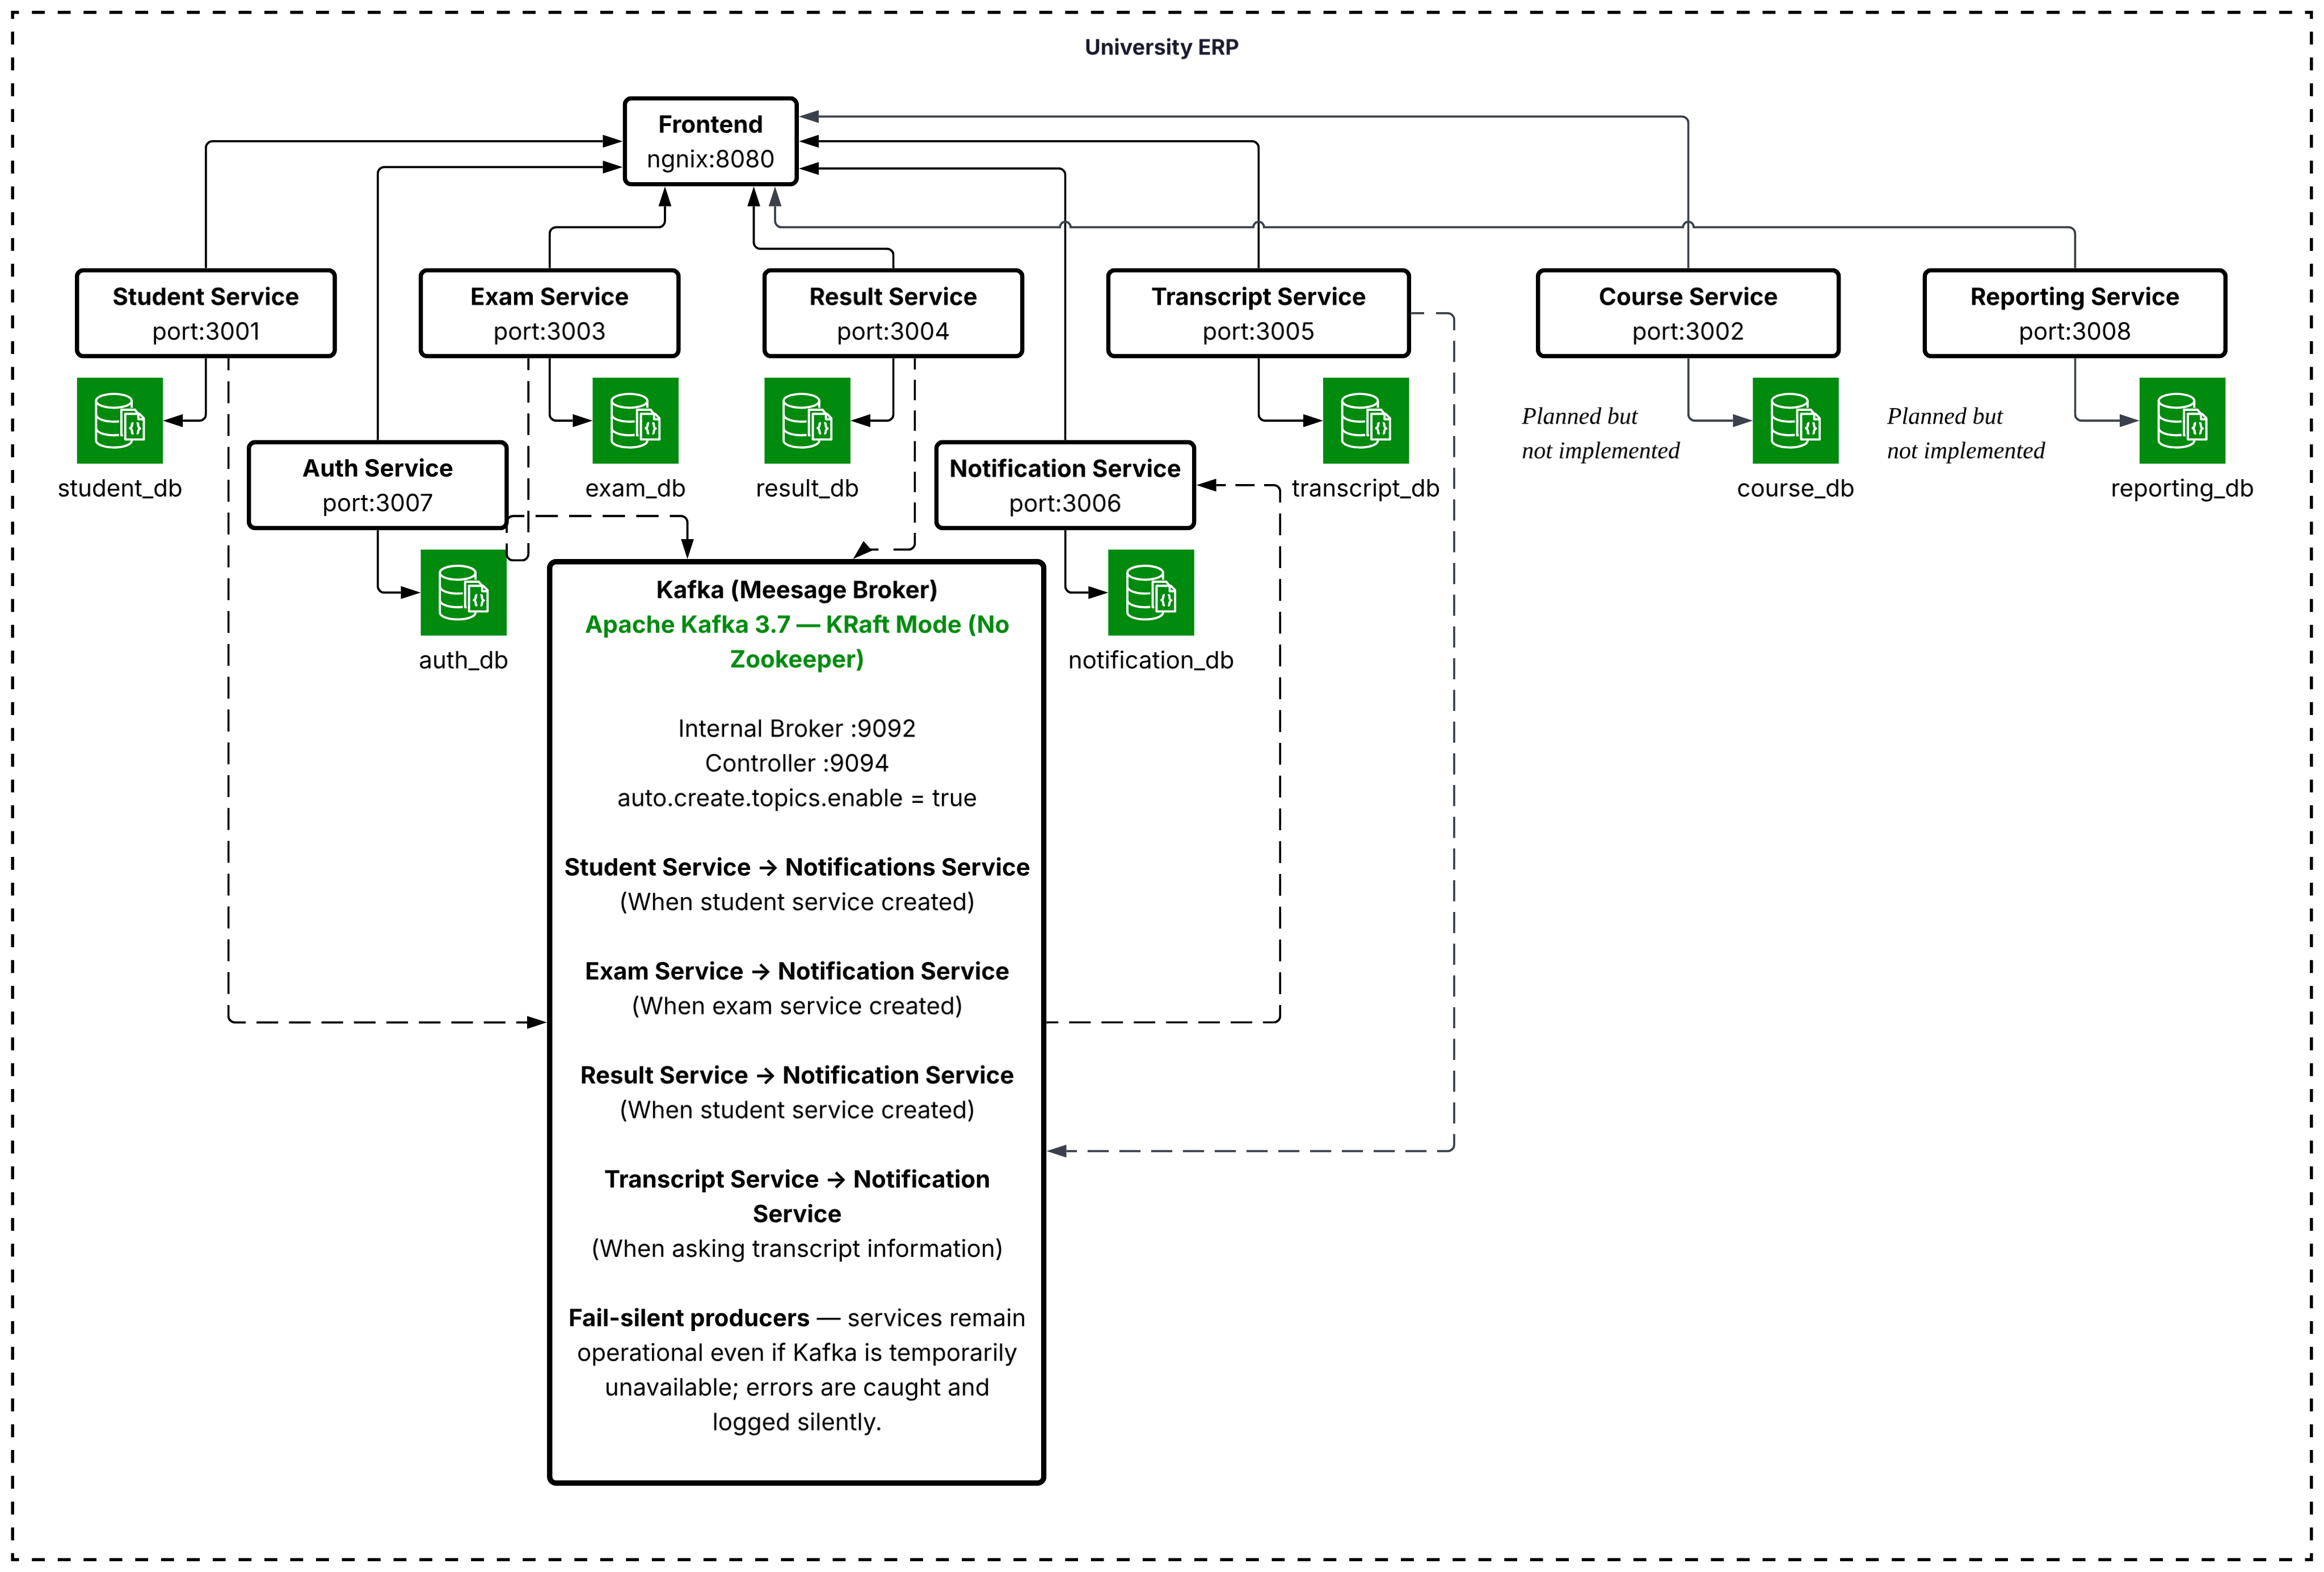 University ERP
Frontend
ngnix:8080
Student Service
port:3001
Exam Service
port:3003
Result Service
port:3004
Transcript Service
port:3005
Course Service
port:3002
Reporting Service
port:3008
student_db
Auth Service
port:3007
exam_db
result_db
Notification Service
port:3006
transcript_db
Planned but
not implemented
course_db
Planned but
not implemented
reporting_db
auth_db
notification_db
Kafka (Meesage Broker)
Apache Kafka 3.7 — KRaft Mode (No
Zookeeper)
Internal Broker :9092
Controller :9094
auto.create.topics.enable = true
Student Service → Notifications Service
(When student service created)
Exam Service → Notification Service
(When exam service created)
Result Service → Notification Service
(When student service created)
Transcript Service → Notification
Service
(When asking transcript information)
Fail-silent producers — services remain
operational even if Kafka is temporarily
unavailable; errors are caught and
logged silently.